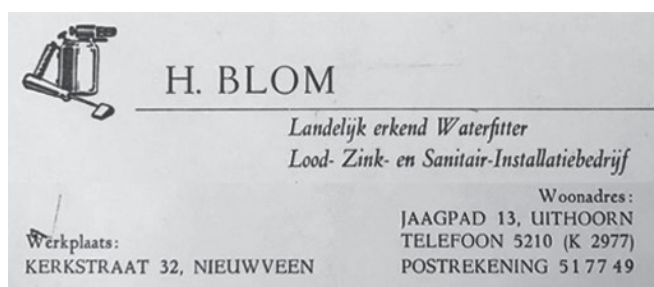 H. BLOM
Landelijk erkend Waterfitter
Lood- Zink- en Sanitair-Installatiebedrijf
Werkplaats:
KERKSTRAAT 32, NIEUWVEEN
Woonadres:
JAAGPAD 13, UITHOORN
TELEFOON 5210 (K 2977)
POSTREKENING 517749